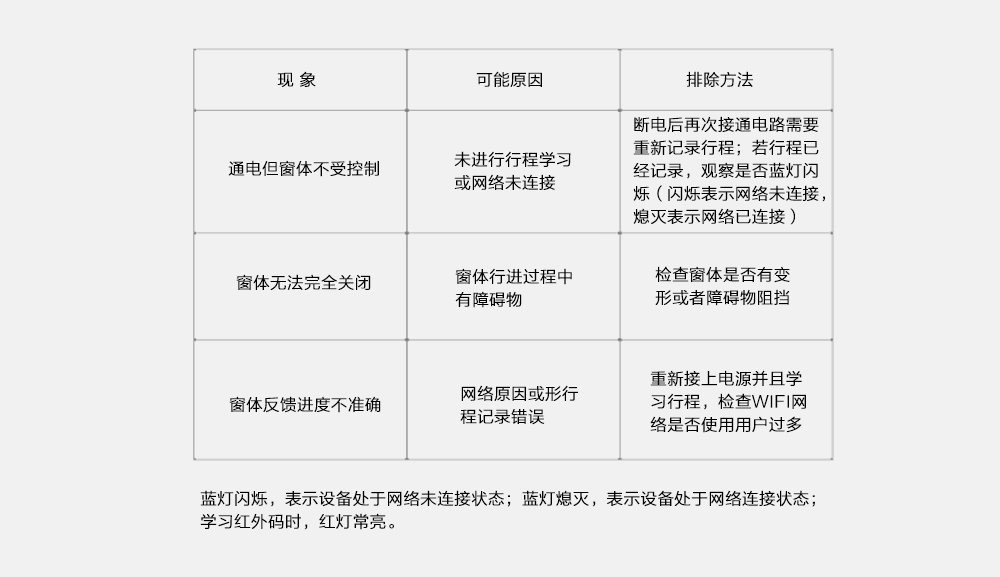 现 象
可能原因
排除方法
通电但窗体不受控制
未进行行程学习
或网络未连接
断电后再次接通电路需要
重新记录行程；若行程已
经记录，观察是否蓝灯闪
烁（闪烁表示网络未连接，
熄灭表示网络已连接）
窗体无法完全关闭
窗体行进过程中
有障碍物
检查窗体是否有变
形或者障碍物阻挡
窗体反馈进度不准确
网络原因或形行
程记录错误
重新接上电源并且学
习行程，检查WIFI网
络是否使用用户过多
蓝灯闪烁，表示设备处于网络未连接状态；蓝灯熄灭，表示设备处于网络连接状态；
学习红外码时，红灯常亮。